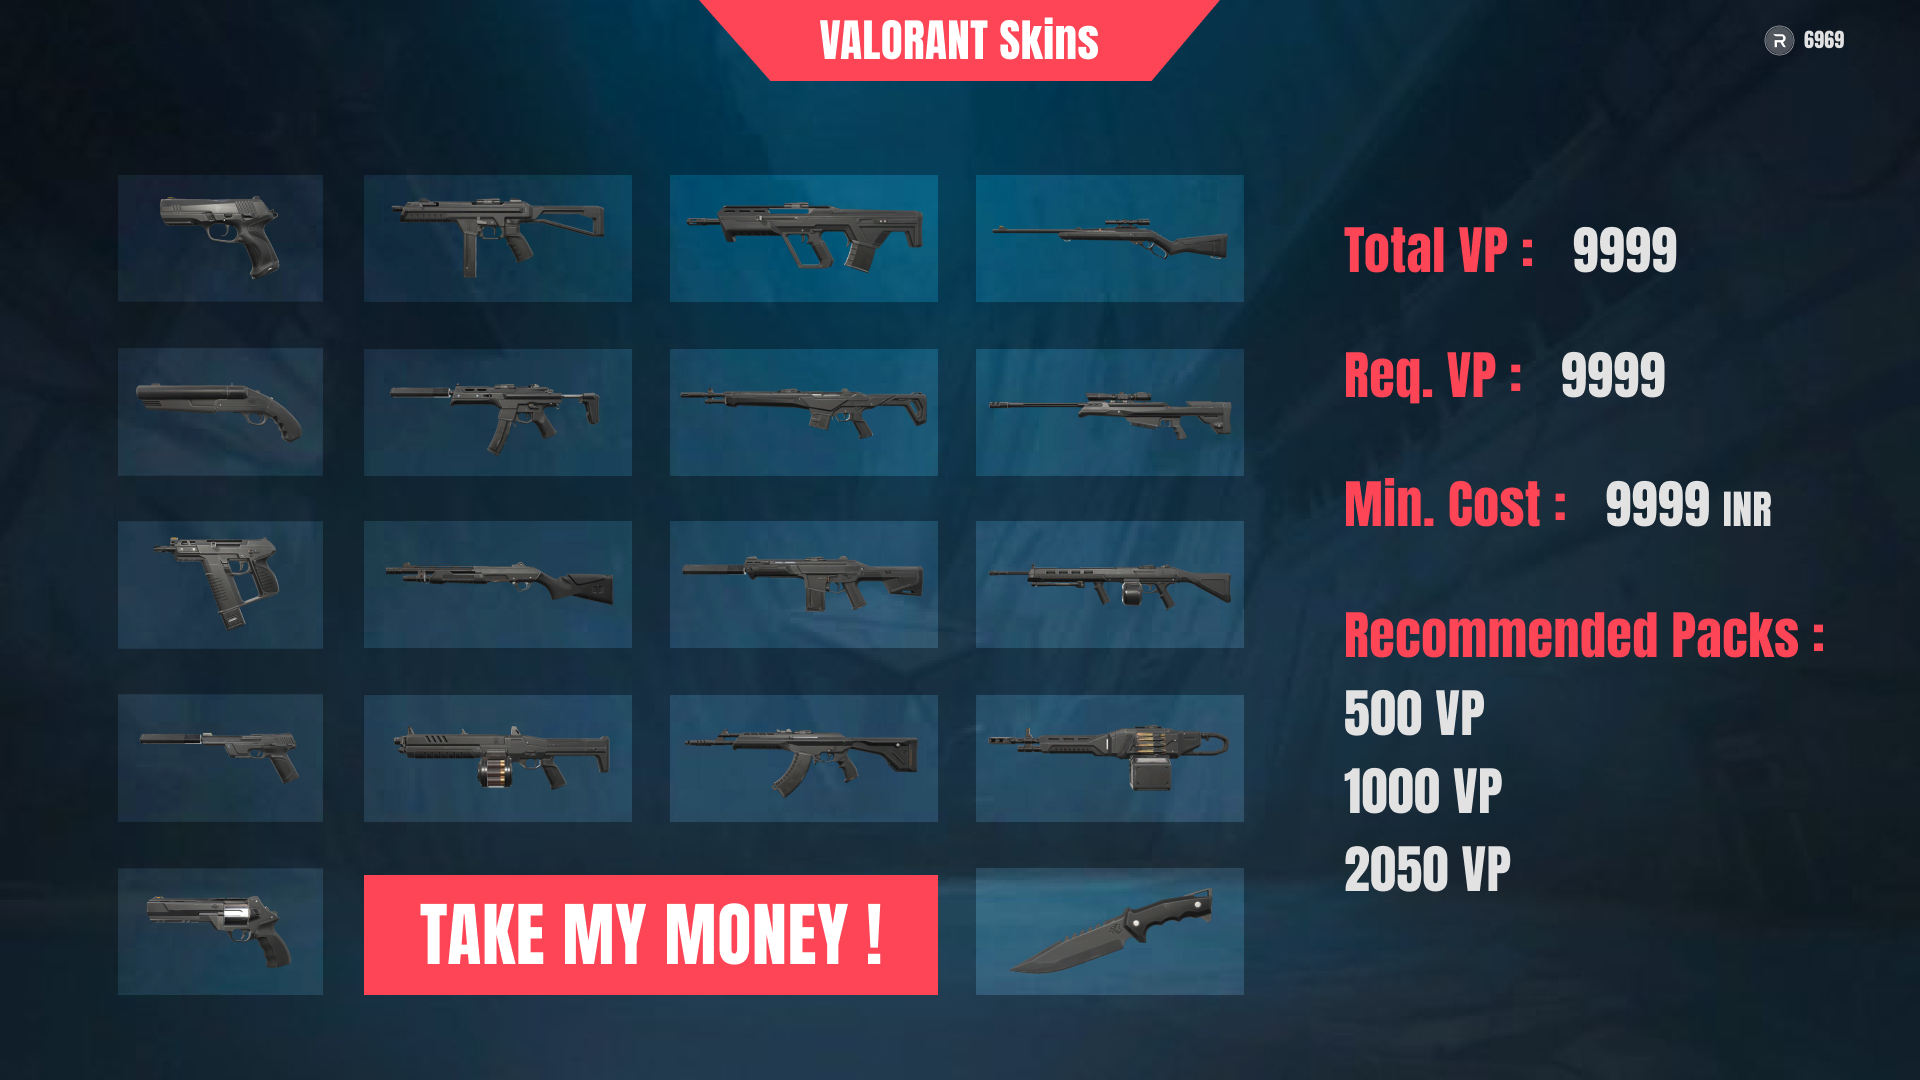 VALORANT Skins
R 6969
Total VP : 9999
Req. VP : 9999
Min. Cost : 9999 INR
Recommended Packs :
500 VP
1000 VP
2050 VP
TAKE MY MONEY !